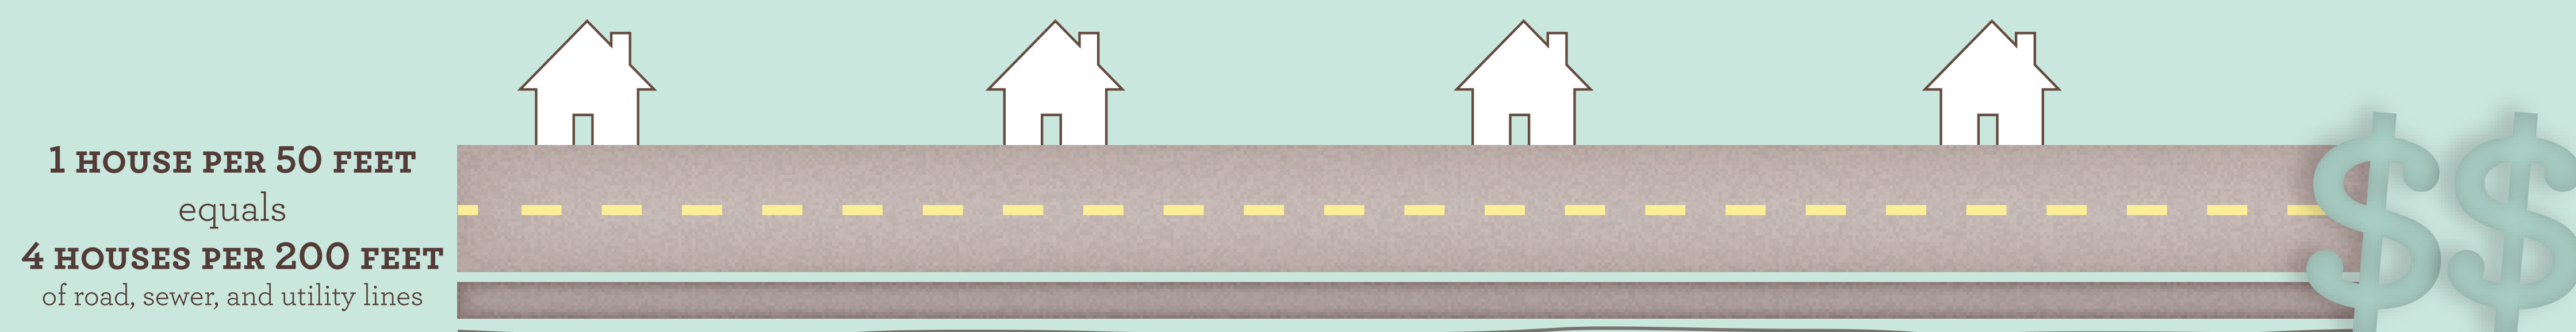 1 HOUSE PER 50 FEET
equals
4 HOUSES PER 200 FEET
of road, sewer, and utility lines
$$